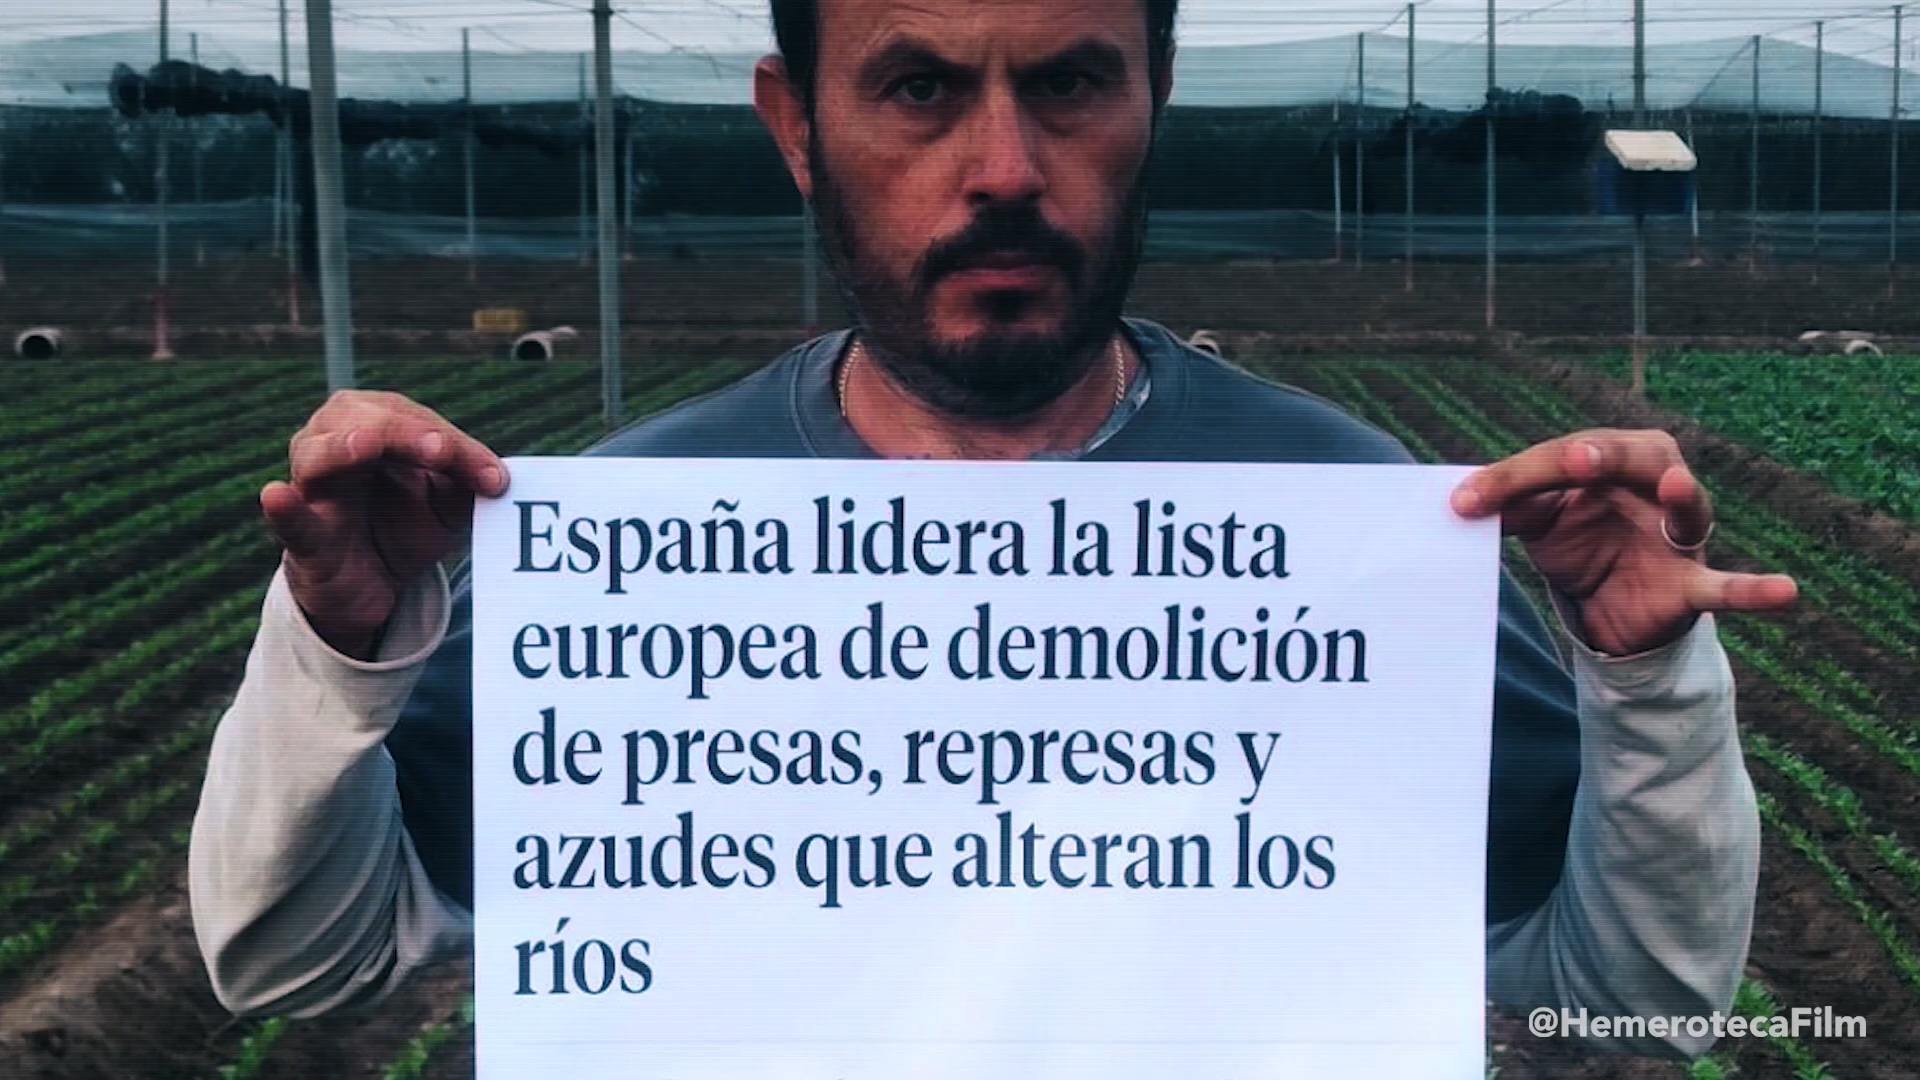 España lidera la lista
europea de demolición
de presas, represas y
azudes que alteran los
ríos
@HemerotecaFilm